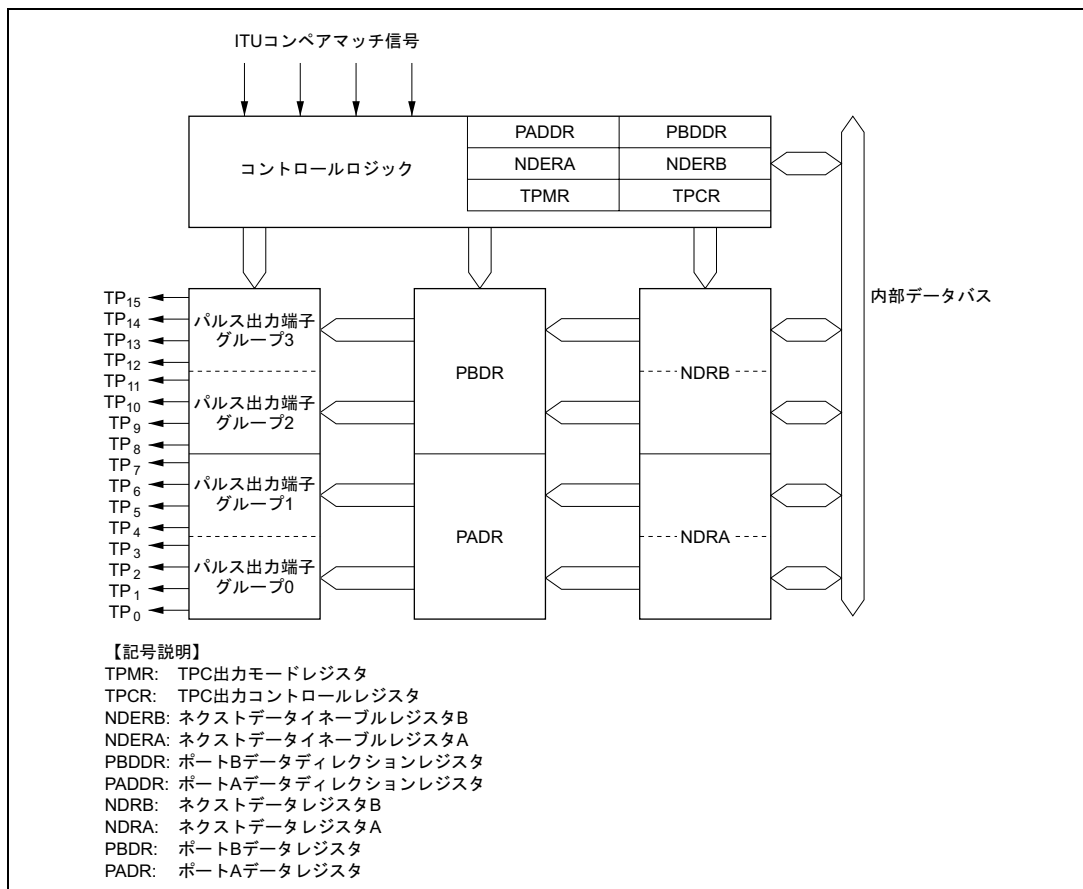 ITUコンペアマッチ信号
コントロールロジック
PADDR PBDDR
NDERA NDERB
TPMR TPCR
内部データバス
TP15
TP14
TP13
TP12
TP11
TP10
TP9
TP8
TP7
TP6
TP5
TP4
TP3
TP2
TP1
TP0
パルス出力端子
グループ3
パルス出力端子
グループ2
パルス出力端子
グループ1
パルス出力端子
グループ0
PBDR
PADR
NDRB
NDRA
【記号説明】
TPMR: TPC出力モードレジスタ
TPCR: TPC出力コントロールレジスタ
NDERB: ネクストデータイネーブルレジスタB
NDERA: ネクストデータイネーブルレジスタA
PBDDR: ポートBデータディレクションレジスタ
PADDR: ポートAデータディレクションレジスタ
NDRB: ネクストデータレジスタB
NDRA: ネクストデータレジスタA
PBDR: ポートBデータレジスタ
PADR: ポートAデータレジスタ